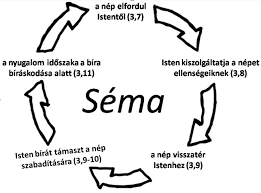 a nép elfordul
Istentől (3,7)
Isten kiszolgáltatja a népet
ellenségeiknek (3,8)
a nép visszatér
Istenhez (3,9)
Isten bírát támaszt a nép
szabadítására (3,9-10)
a nyugalom időszaka a bíra
bíráskodása alatt (3,11)
Séma